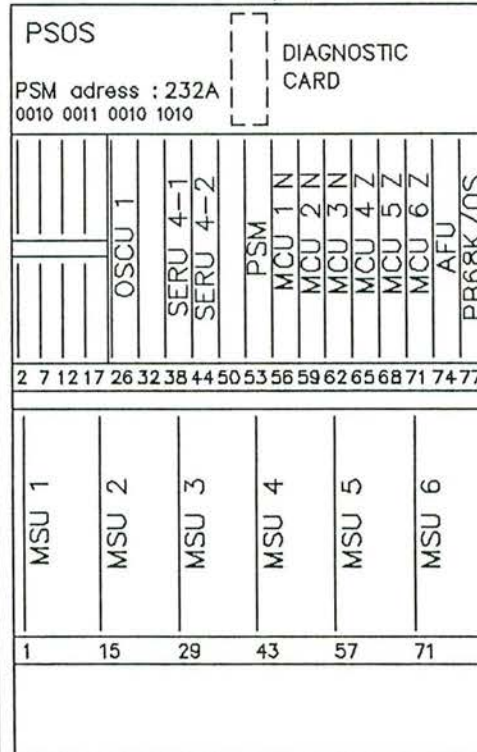 PSOS
DIAGNOSTIC
CARD
PSM adress : 232A
0010 0011 0010 1010
OSCU 1
SERU 4-1
SERU 4-2
PSM
MCU 1 N
MCU 2 N
MCU 3 N
MCU 4 Z
MCU 5 Z
MCU 6 Z
AFU
PB68K/OS
2 7 12 17 26 32 38 44 50 53 56 59 62 65 68 71 74 77
MSU 1
MSU 2
MSU 3
MSU 4
MSU 5
MSU 6
1 15 29 43 57 71